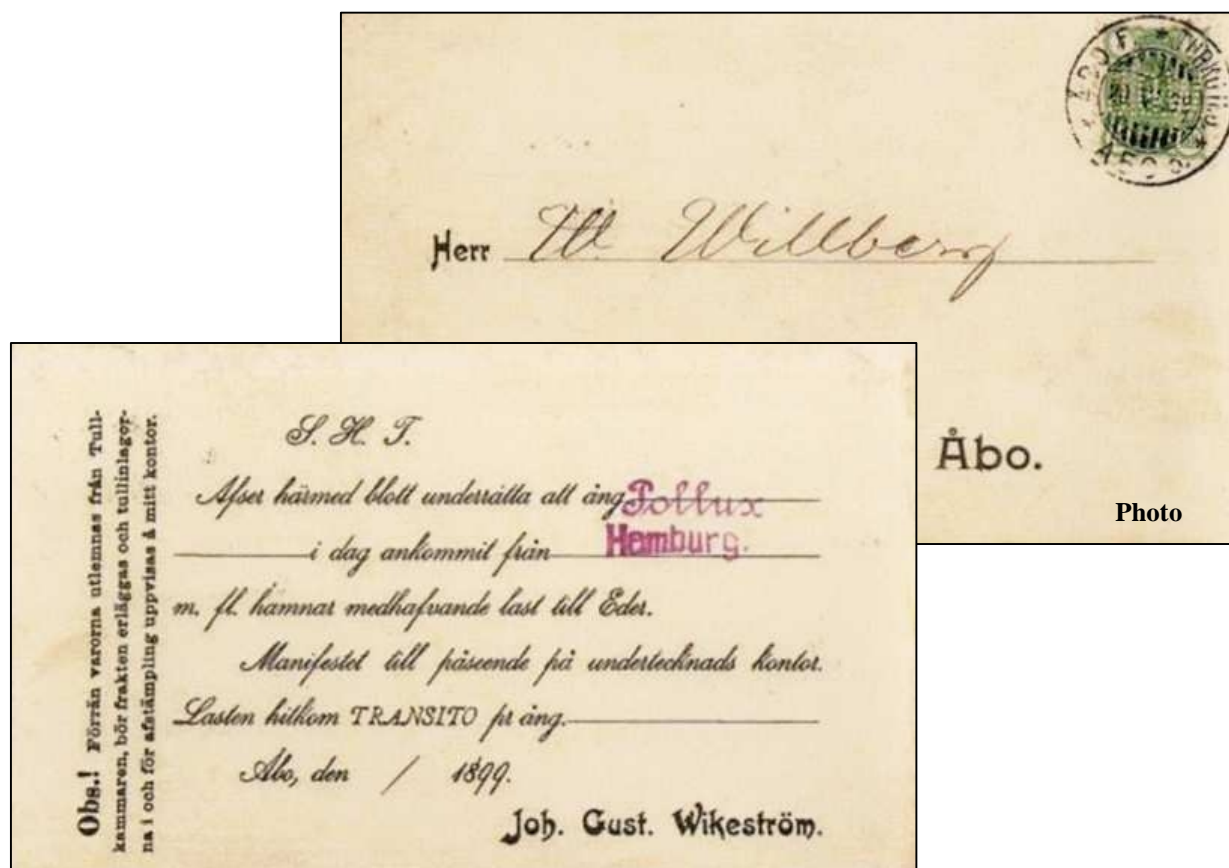 Herr W. Willberg
Åbo.
Photo
S. H. T.
Afser härmed blott underrätta att ång. Pollux
i dag ankommit från Hamburg.
m. fl. hamnar medhafvande last till Eder.
Manifestet till påseende på undertecknads kontor.
Lasten hitkom TRANSITO pr ång.
Åbo, den / 1899.
Joh. Gust. Wikeström.
Obs.! Förrän varorna utlemnas från Tull-
kammaren, bör frakten erläggas och tullinlagor-
na i och för afstämpling uppvisas å mitt kontor.